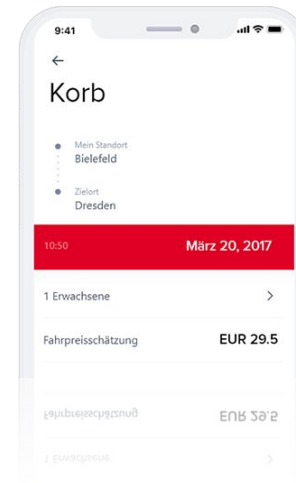 9:41
Korb
Mein Standort
Bielefeld
Zielort
Dresden
10:50 März 20, 2017
1 Erwachsene
Fahrpreisschätzung EUR 29.5